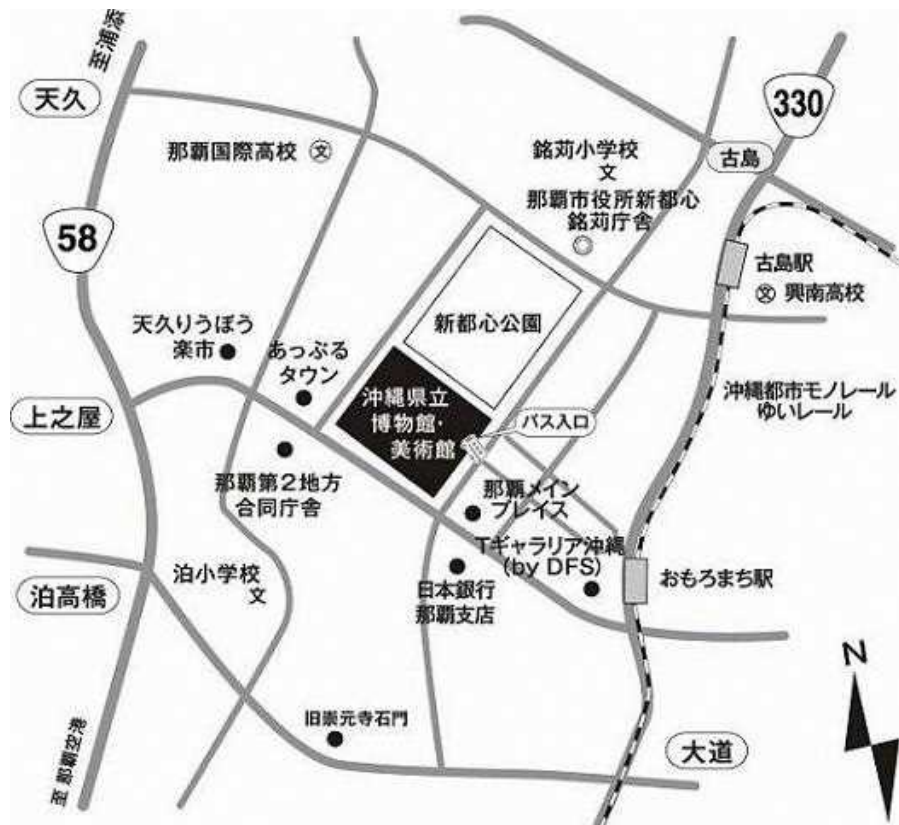 至浦添
天久
330
那覇国際高校
文
銘苅小学校
文
古島
那覇市役所新都心
銘苅庁舎
58
古島駅
文 興南高校
新都心公園
天久りうぼう
楽市
あっぷる
タウン
沖縄県立
博物館・
美術館
バス入口
沖縄都市モノレール
ゆいレール
上之屋
那覇第2地方
合同庁舎
那覇メイン
プレイス
Tギャラリア沖縄
(by DFS)
泊小学校
文
日本銀行
那覇支店
おもろまち駅
泊高橋
N
旧崇元寺石門
大道
至那覇空港